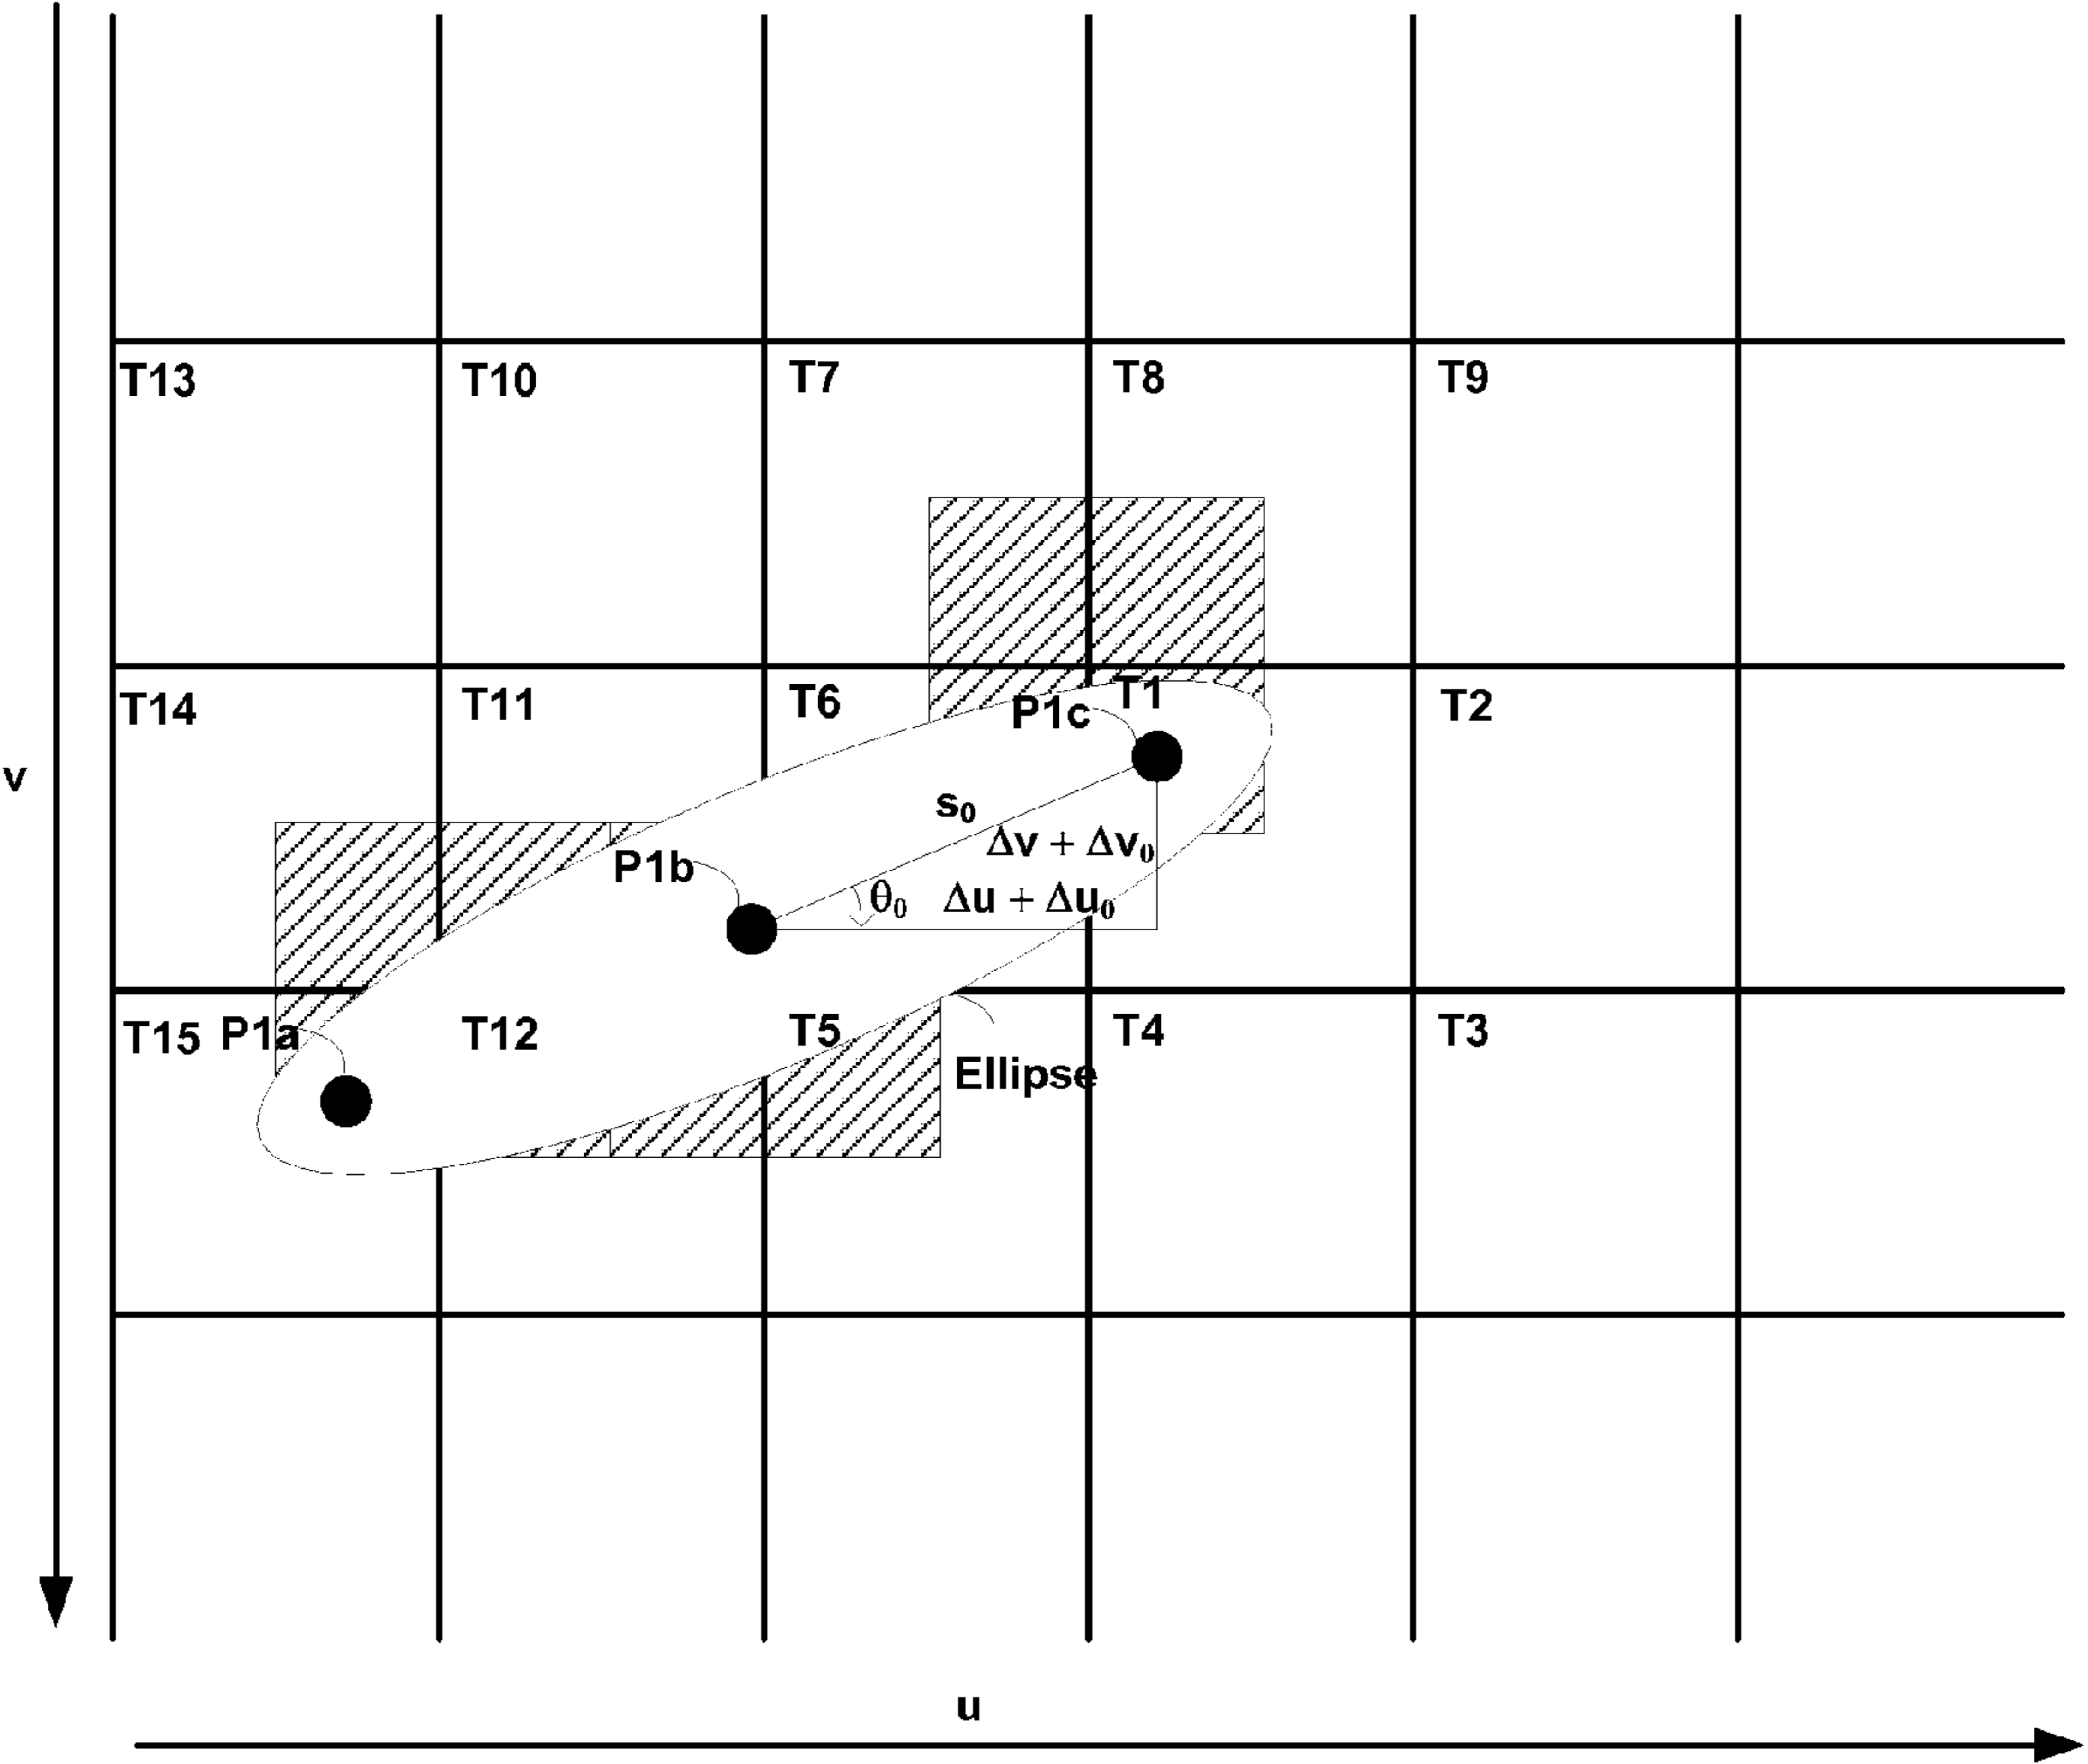 T13 T10 T7 T8 T9
T14 T11 T6 P1c T1 T2
v
s₀
Δv + Δv₀
P1b θ₀ Δu + Δu₀
T15 P1a T12 T5 T4 T3
Ellipse
u